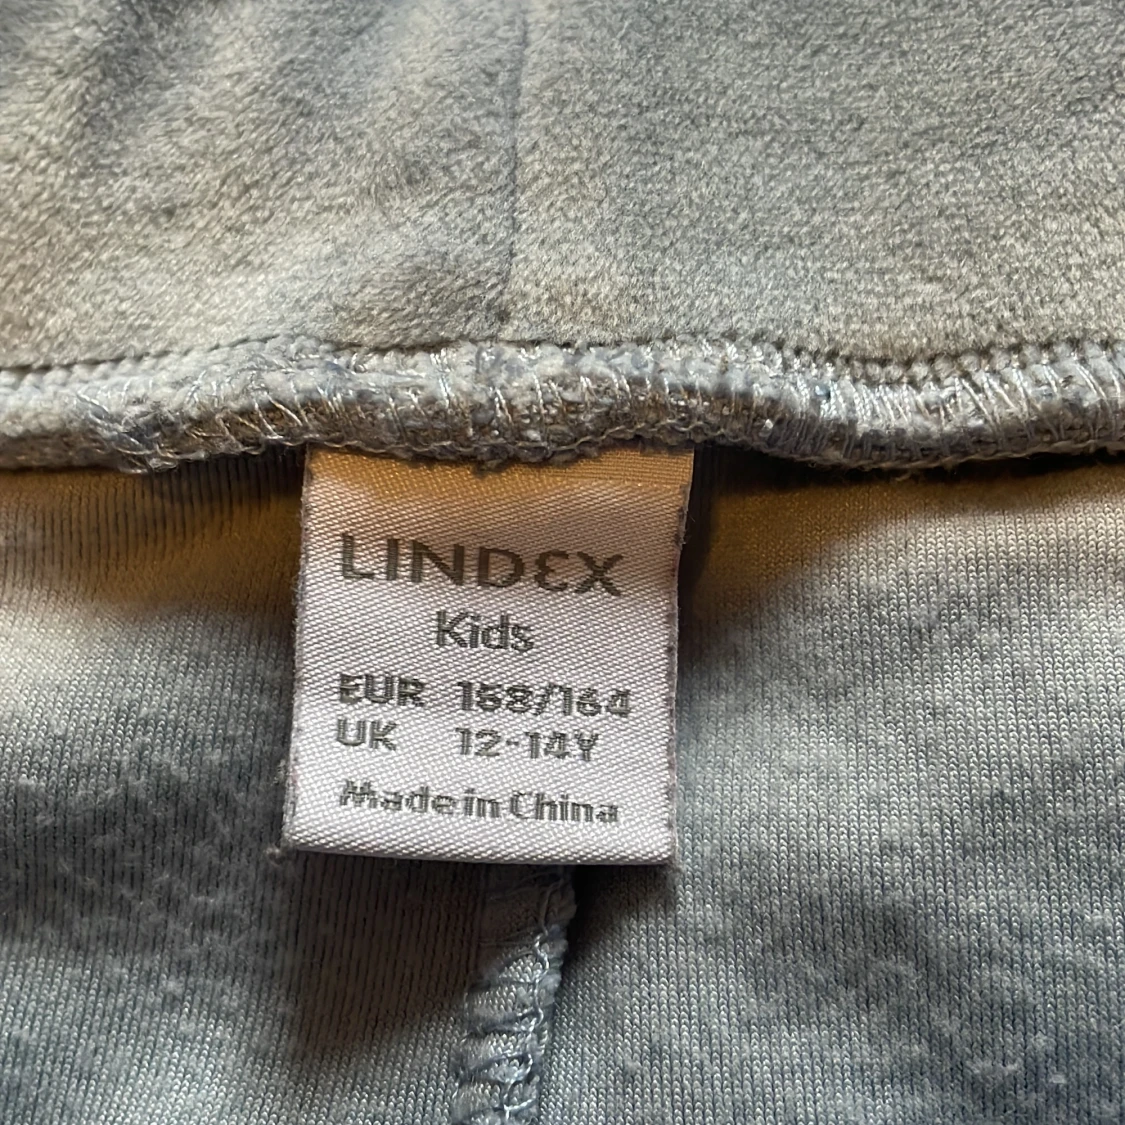 LINDEX
Kids
EUR 158/164
UK 12-14Y
Made in China